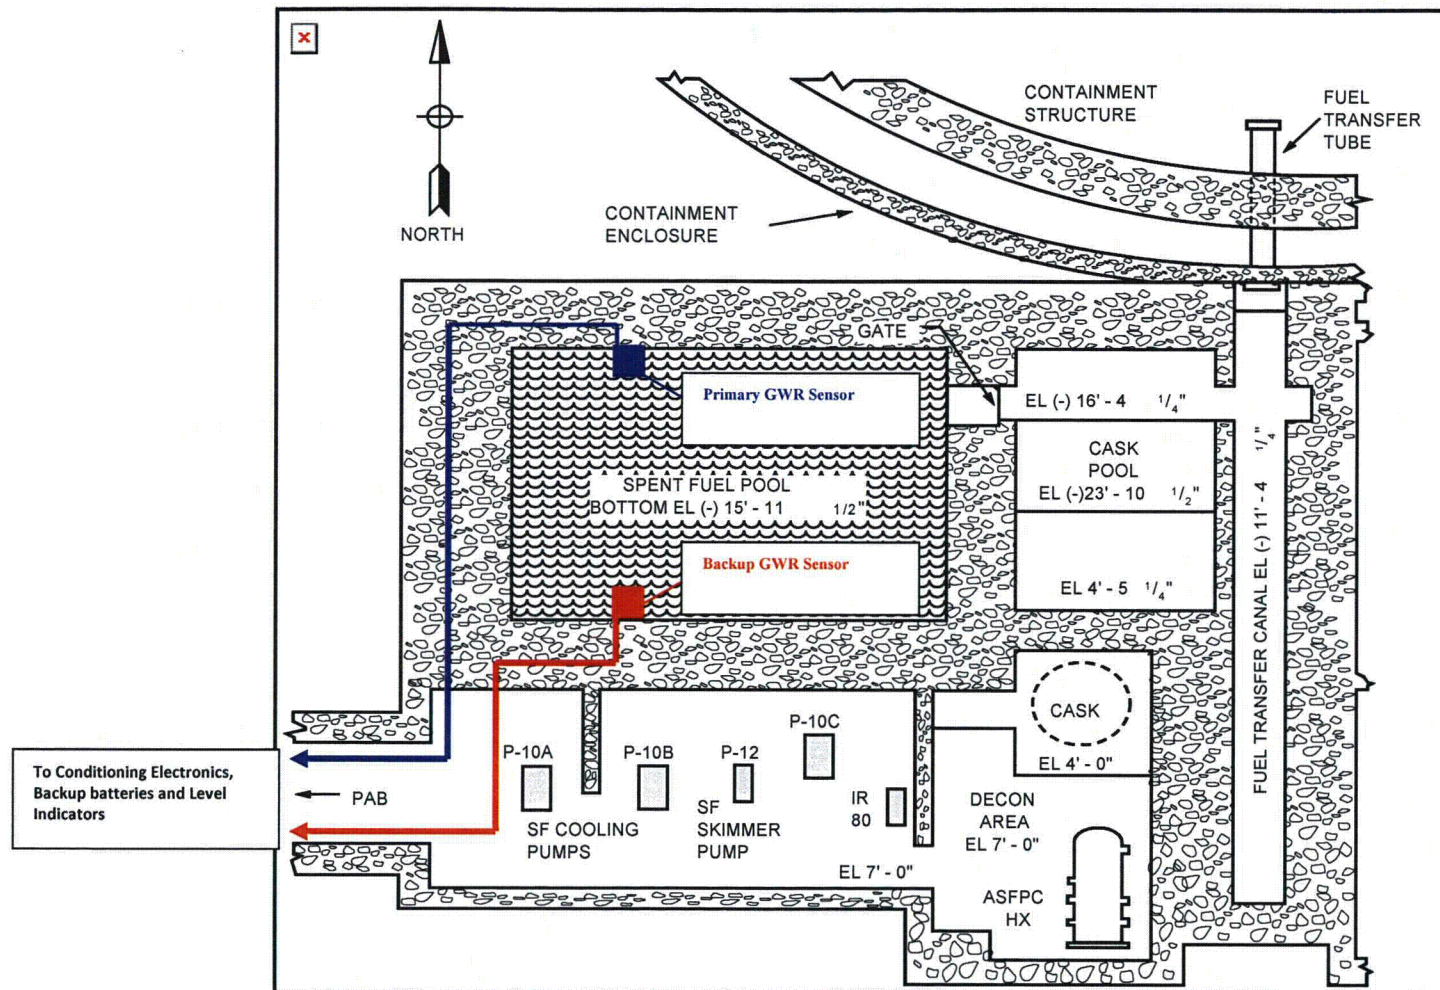 CONTAINMENT
STRUCTURE
FUEL
TRANSFER
TUBE
NORTH
CONTAINMENT
ENCLOSURE
GATE
Primary GWR Sensor
EL (-) 16' - 4 1/4"
CASK
POOL
EL (-)23' - 10 1/2"
SPENT FUEL POOL
BOTTOM EL (-) 15' - 11 1/2"
Backup GWR Sensor
EL 4' - 5 1/4"
FUEL TRANSFER CANAL EL (-) 11' - 4 1/4"
CASK
EL 4' - 0"
P-10A
P-10B
P-12
P-10C
To Conditioning Electronics,
Backup batteries and Level
Indicators
PAB
SF COOLING
PUMPS
SF
SKIMMER
PUMP
IR
80
EL 7' - 0"
DECON
AREA
EL 7' - 0"
ASFPC
HX